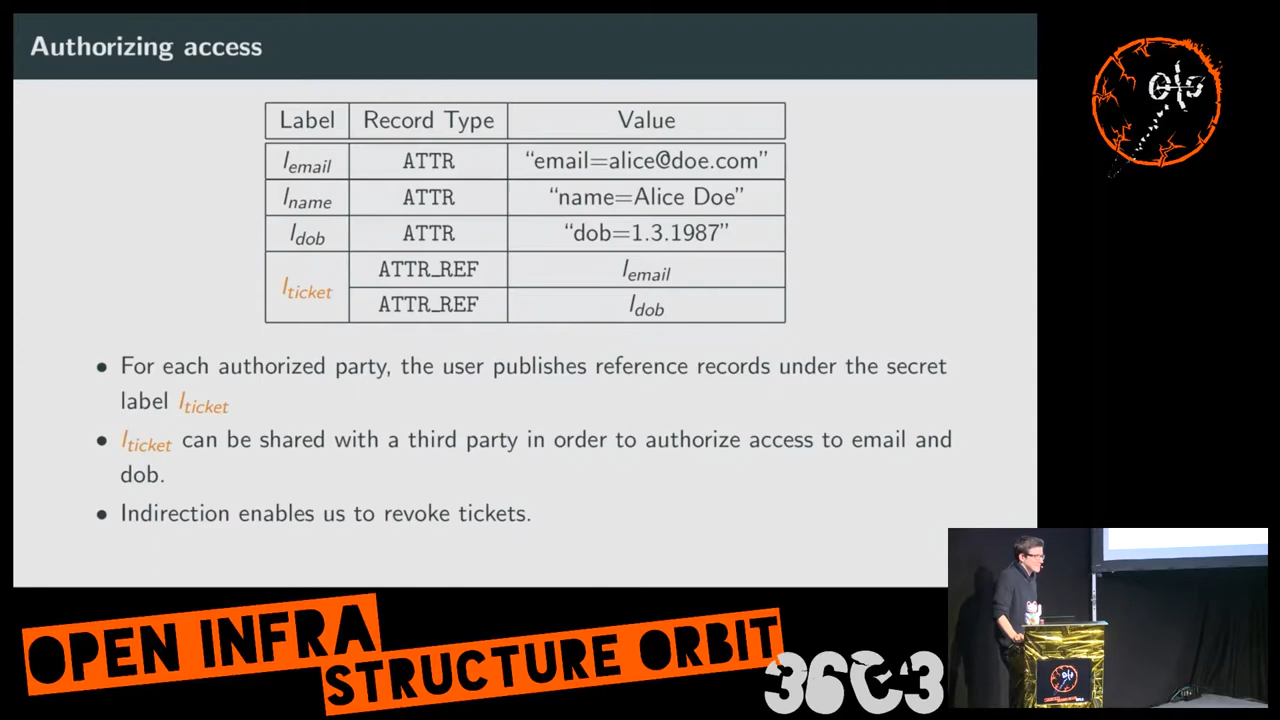 Authorizing access
Label Record Type Value
l_email ATTR “email=alice@doe.com”
l_name ATTR “name=Alice Doe”
l_dob ATTR “dob=1.3.1987”
l_ticket ATTR_REF l_email
ATTR_REF l_dob
• For each authorized party, the user publishes reference records under the secret
label l_ticket
• l_ticket can be shared with a third party in order to authorize access to email and
dob.
• Indirection enables us to revoke tickets.
OPEN INFRA
STRUCTURE ORBIT
36C3